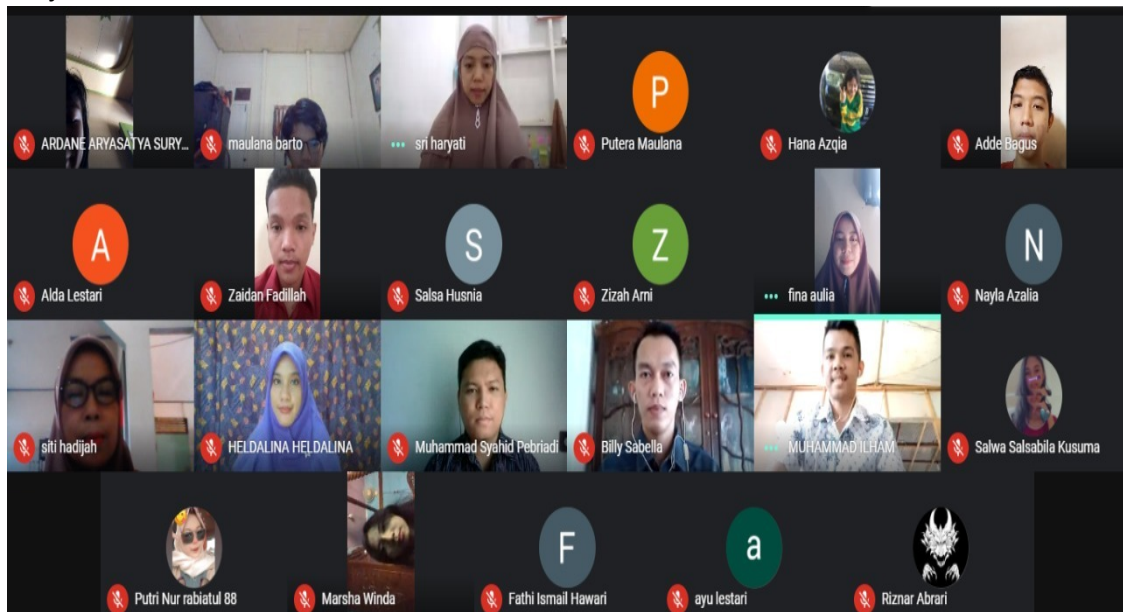 ARDANE ARYASATYA SURY...
maulana barto
sri haryati
P
Putera Maulana
Hana Azqia
Adde Bagus
A
Alda Lestari
Zaidan Fadillah
S
Salsa Husnia
Z
Zizah Arni
fina aulia
N
Nayla Azalia
siti hadijah
HELDALINA HELDALINA
Muhammad Syahid Pebriadi
Billy Sabella
MUHAMMAD ILHAM
Salwa Salsabila Kusuma
Putri Nur rabiatul 88
Marsha Winda
F
Fathi Ismail Hawari
a
ayu lestari
Riznar Abrari